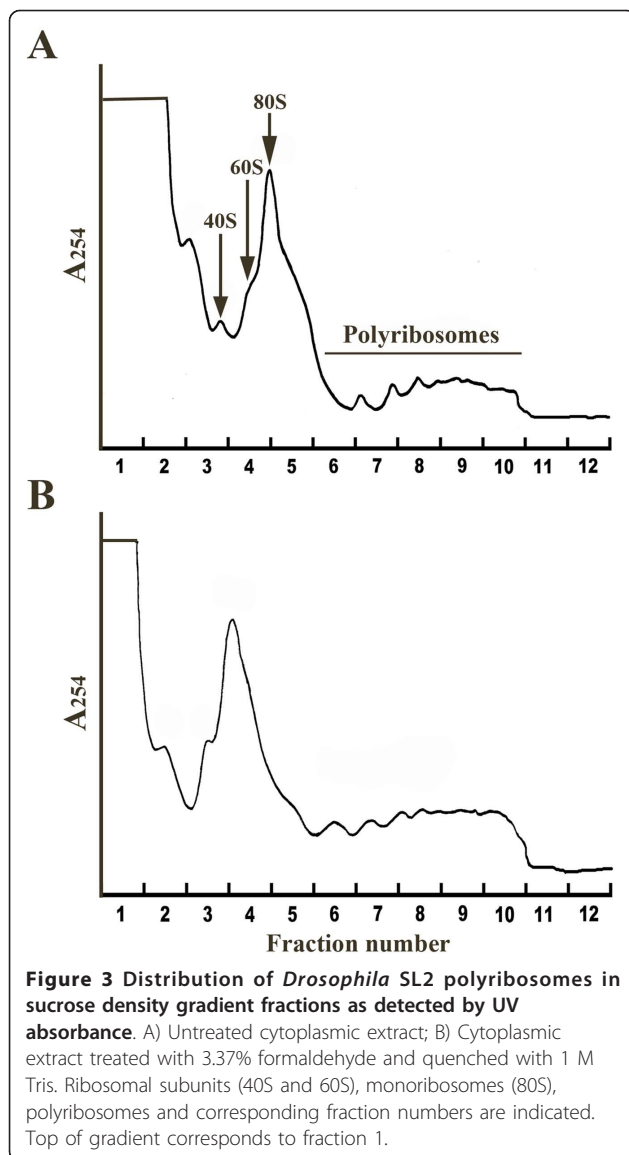 A
80S
60S
40S
A254
Polyribosomes
1 2 3 4 5 6 7 8 9 10 11 12
B
A254
1 2 3 4 5 6 7 8 9 10 11 12
Fraction number
Figure 3 Distribution of Drosophila SL2 polyribosomes in
sucrose density gradient fractions as detected by UV
absorbance. A) Untreated cytoplasmic extract; B) Cytoplasmic
extract treated with 3.37% formaldehyde and quenched with 1 M
Tris. Ribosomal subunits (40S and 60S), monoribosomes (80S),
polyribosomes and corresponding fraction numbers are indicated.
Top of gradient corresponds to fraction 1.